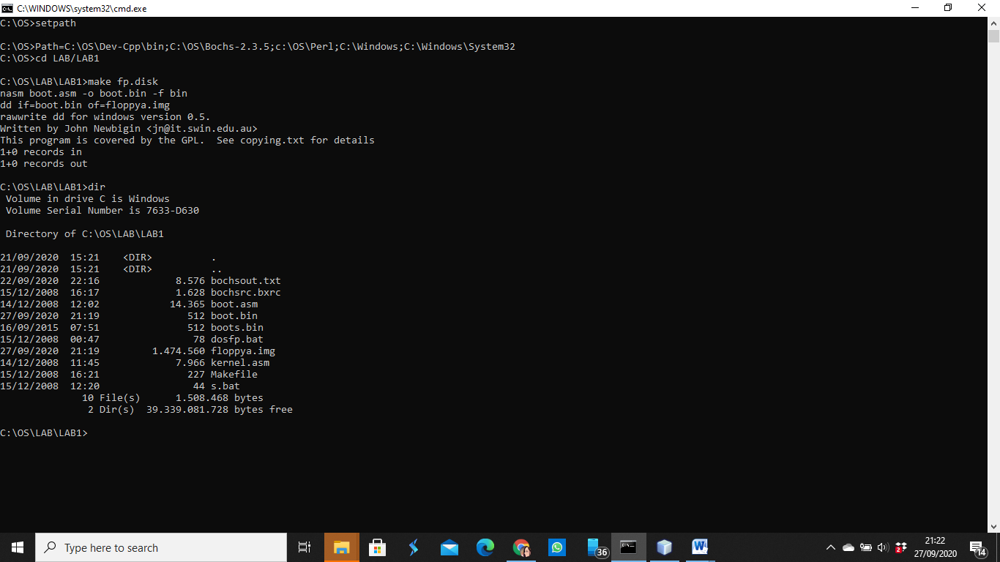 C:\WINDOWS\system32\cmd.exe
C:\OS>setpath
C:\OS>Path=C:\OS\Dev-Cpp\bin;C:\OS\Bochs-2.3.5;c:\OS\Perl;C:\Windows;C:\Windows\System32
C:\OS>cd LAB/LAB1
C:\OS\LAB\LAB1>make fp.disk
nasm boot.asm -o boot.bin -f bin
dd if=boot.bin of=floppya.img
rawwrite dd for windows version 0.5.
Written by John Newbigin <jn@it.swin.edu.au>
This program is covered by the GPL.  See copying.txt for details
1+0 records in
1+0 records out
C:\OS\LAB\LAB1>dir
 Volume in drive C is Windows
 Volume Serial Number is 7633-D630
 Directory of C:\OS\LAB\LAB1
21/09/2020  15:21    <DIR>          .
21/09/2020  15:21    <DIR>          ..
22/09/2020  22:16             8.576 bochsout.txt
15/12/2008  16:17             1.628 bochsrc.bxrc
14/12/2008  12:02            14.365 boot.asm
27/09/2020  21:19               512 boot.bin
16/09/2015  07:51               512 boots.bin
15/12/2008  00:47                78 dosfp.bat
27/09/2020  21:19         1.474.560 floppya.img
14/12/2008  11:45             7.966 kernel.asm
15/12/2008  16:21               227 Makefile
15/12/2008  12:20                44 s.bat
              10 File(s)      1.508.468 bytes
               2 Dir(s)  39.339.081.728 bytes free
C:\OS\LAB\LAB1>
Type here to search
36
2
21:22
27/09/2020
14